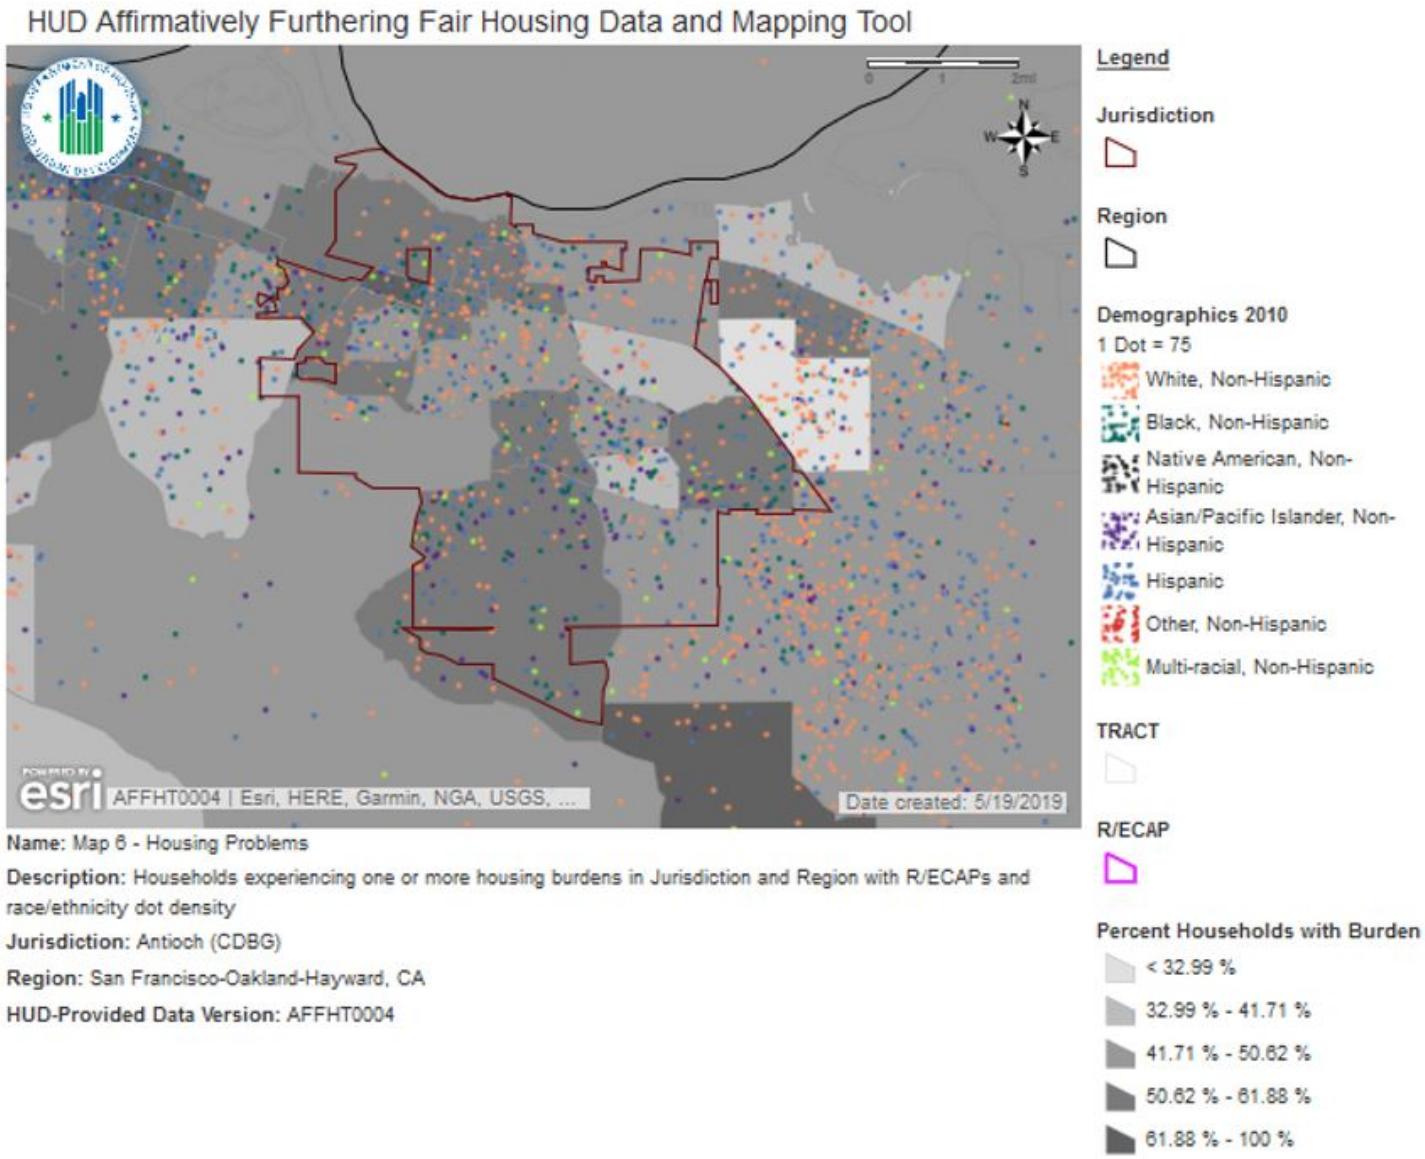 HUD Affirmatively Furthering Fair Housing Data and Mapping Tool
0 1 2mi
N
W E
S
POWERED BY
esri
AFFHT0004 | Esri, HERE, Garmin, NGA, USGS, ...
Date created: 5/19/2019
Name: Map 6 - Housing Problems
Description: Households experiencing one or more housing burdens in Jurisdiction and Region with R/ECAPs and
race/ethnicity dot density
Jurisdiction: Antioch (CDBG)
Region: San Francisco-Oakland-Hayward, CA
HUD-Provided Data Version: AFFHT0004
Legend
Jurisdiction
Region
Demographics 2010
1 Dot = 75
White, Non-Hispanic
Black, Non-Hispanic
Native American, Non-
Hispanic
Asian/Pacific Islander, Non-
Hispanic
Hispanic
Other, Non-Hispanic
Multi-racial, Non-Hispanic
TRACT
R/ECAP
Percent Households with Burden
< 32.99 %
32.99 % - 41.71 %
41.71 % - 50.62 %
50.62 % - 61.88 %
61.88 % - 100 %